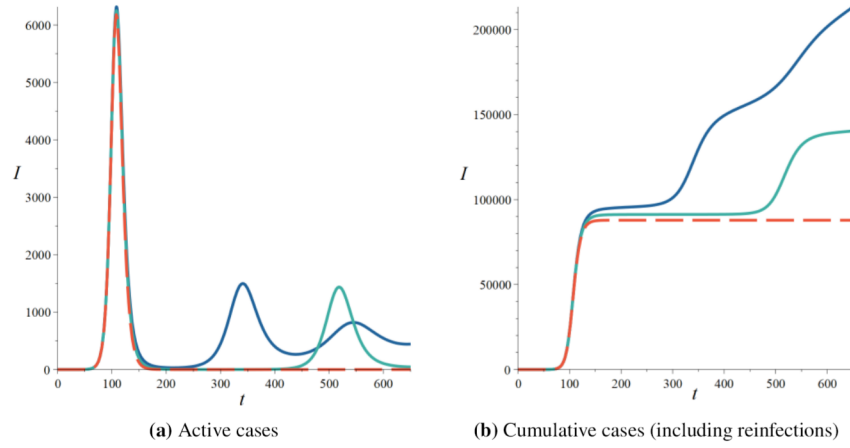 6000
5000
4000
I
3000
2000
1000
0
0 100 200 300 400 500 600
t
(a) Active cases
200000
150000
I
100000
50000
0
0 100 200 300 400 500 600
t
(b) Cumulative cases (including reinfections)